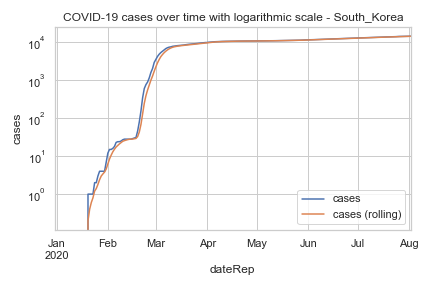 COVID-19 cases over time with logarithmic scale - South_Korea
10⁴
10³
10²
10¹
10⁰
cases
cases
cases (rolling)
Jan Feb Mar Apr May Jun Jul Aug
2020
dateRep